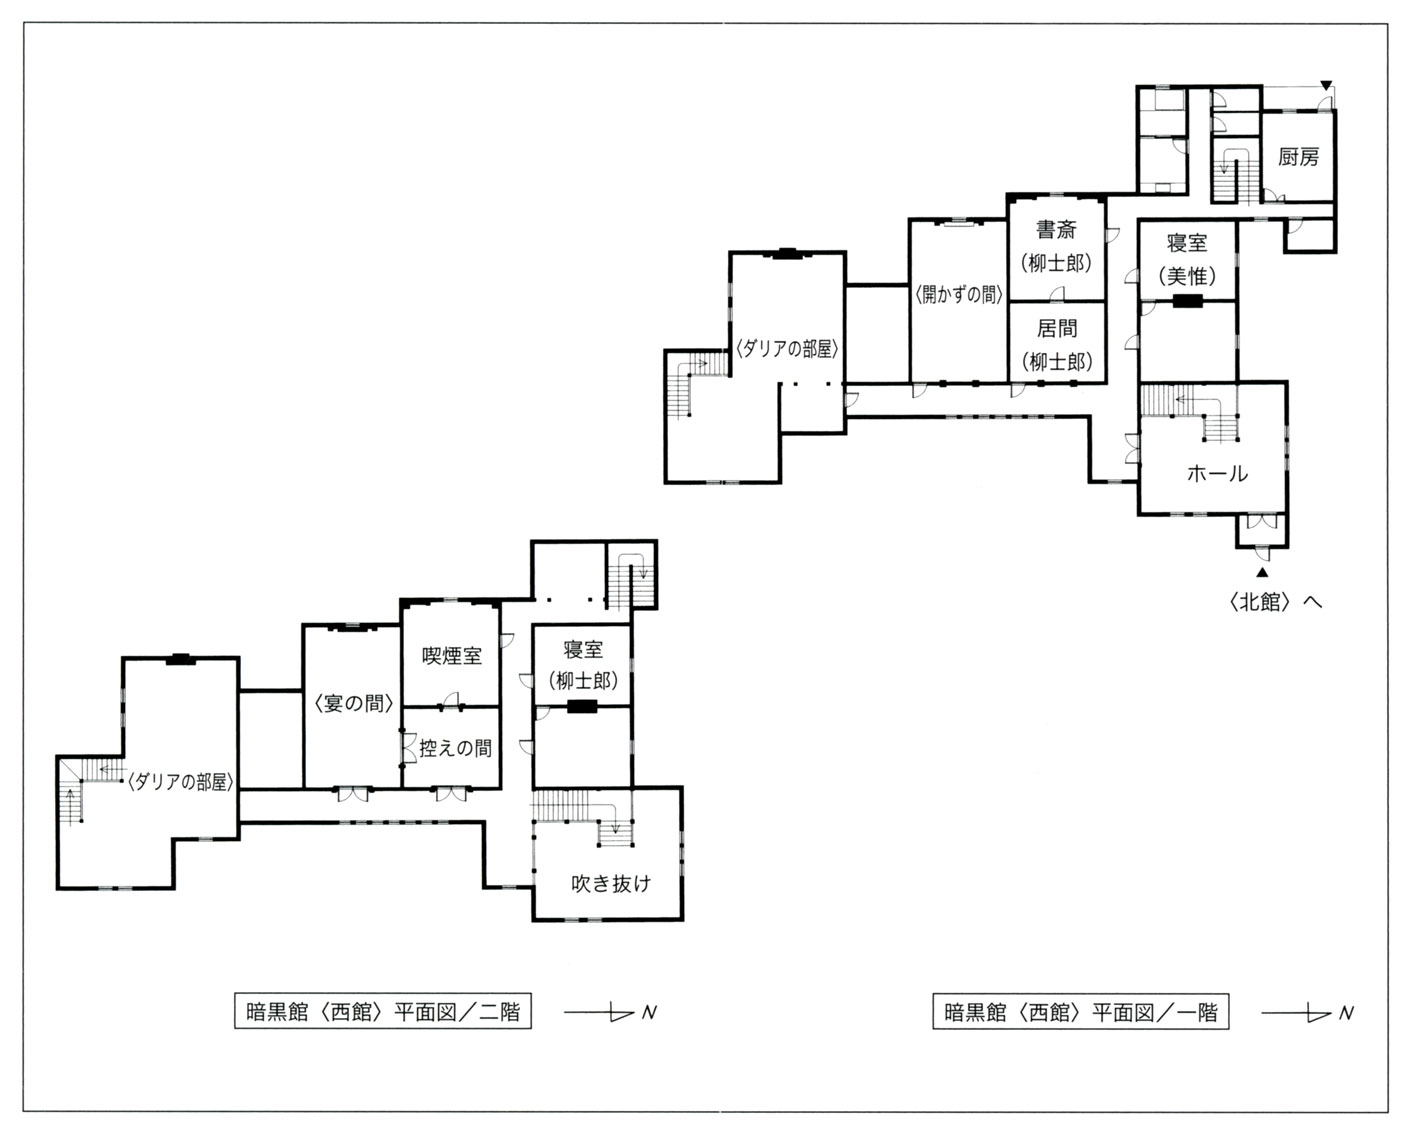 厨房
書斎
（柳士郎）
寝室
（美惟）
〈開かずの間〉
居間
（柳士郎）
〈ダリアの部屋〉
ホール
〈北館〉へ
喫煙室
寝室
（柳士郎）
〈宴の間〉
控えの間
〈ダリアの部屋〉
吹き抜け
暗黒館〈西館〉平面図／二階
N
暗黒館〈西館〉平面図／一階
N